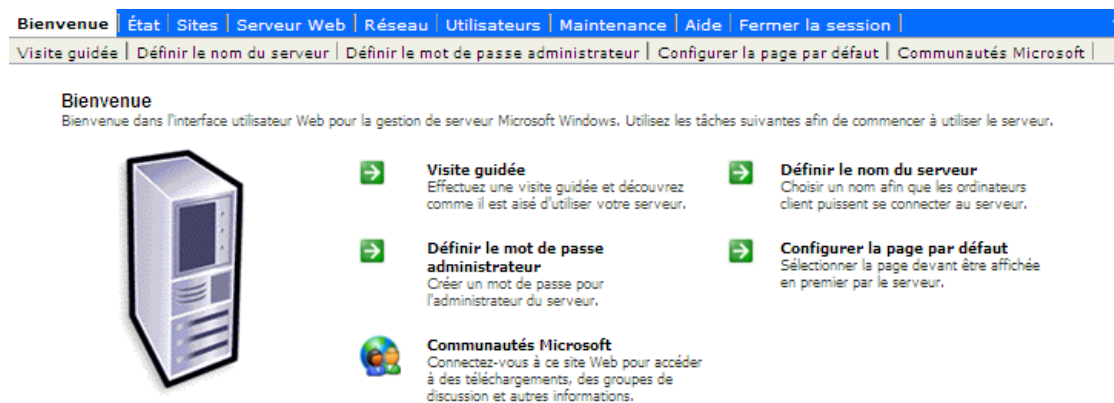 Bienvenue | État | Sites | Serveur Web | Réseau | Utilisateurs | Maintenance | Aide | Fermer la session |
Visite guidée | Définir le nom du serveur | Définir le mot de passe administrateur | Configurer la page par défaut | Communautés Microsoft |
Bienvenue
Bienvenue dans l'interface utilisateur Web pour la gestion de serveur Microsoft Windows. Utilisez les tâches suivantes afin de commencer à utiliser le serveur.
Visite guidée
Effectuez une visite guidée et découvrez
comme il est aisé d'utiliser votre serveur.
Définir le nom du serveur
Choisir un nom afin que les ordinateurs
client puissent se connecter au serveur.
Définir le mot de passe
administrateur
Créer un mot de passe pour
l'administrateur du serveur.
Configurer la page par défaut
Sélectionner la page devant être affichée
en premier par le serveur.
Communautés Microsoft
Connectez-vous à ce site Web pour accéder
à des téléchargements, des groupes de
discussion et autres informations.